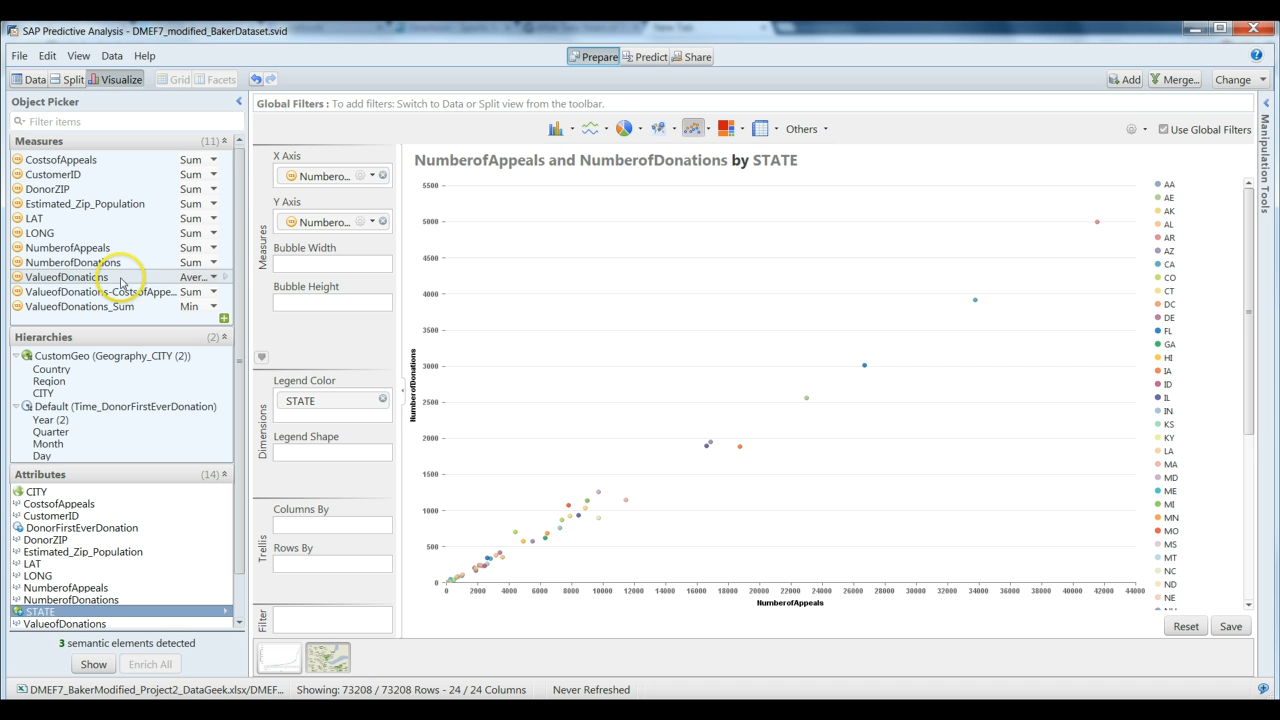 SAP Predictive Analysis - DMEF7_modified_BakerDataset.svid
File Edit View Data Help
Prepare Predict Share
Data Split Visualize Grid Facets
Add Merge... Change
Object Picker
Filter items
Measures (11)
CostsofAppeals Sum
CustomerID Sum
DonorZIP Sum
Estimated_Zip_Population Sum
LAT Sum
LONG Sum
NumberofAppeals Sum
NumberofDonations Sum
ValueofDonations Aver...
ValueofDonations-CostsofAppe... Sum
ValueofDonations_Sum Min
Hierarchies (2)
CustomGeo (Geography_CITY (2))
Country
Region
CITY
Default (Time_DonorFirstEverDonation)
Year (2)
Quarter
Month
Day
Attributes (14)
CITY
CostsofAppeals
CustomerID
DonorFirstEverDonation
DonorZIP
Estimated_Zip_Population
LAT
LONG
NumberofAppeals
NumberofDonations
STATE
ValueofDonations
3 semantic elements detected
Show Enrich All
Global Filters : To add filters: Switch to Data or Split view from the toolbar.
Others
Use Global Filters
Measures
X Axis
Numbero...
Y Axis
Numbero...
Bubble Width
Bubble Height
Dimensions
Legend Color
STATE
Legend Shape
Trellis
Columns By
Rows By
Filter
NumberofAppeals and NumberofDonations by STATE
NumberofDonations
5500
5000
4500
4000
3500
3000
2500
2000
1500
1000
500
0
0 2000 4000 6000 8000 10000 12000 14000 16000 18000 20000 22000 24000 26000 28000 30000 32000 34000 36000 38000 40000 42000 44000
NumberofAppeals
AA
AE
AK
AL
AR
AZ
CA
CO
CT
DC
DE
FL
GA
HI
IA
ID
IL
IN
KS
KY
LA
MA
MD
ME
MI
MN
MO
MS
MT
NC
ND
NE
Manipulation Tools
Reset Save
DMEF7_BakerModified_Project2_DataGeek.xlsx/DMEF... Showing: 73208 / 73208 Rows - 24 / 24 Columns Never Refreshed